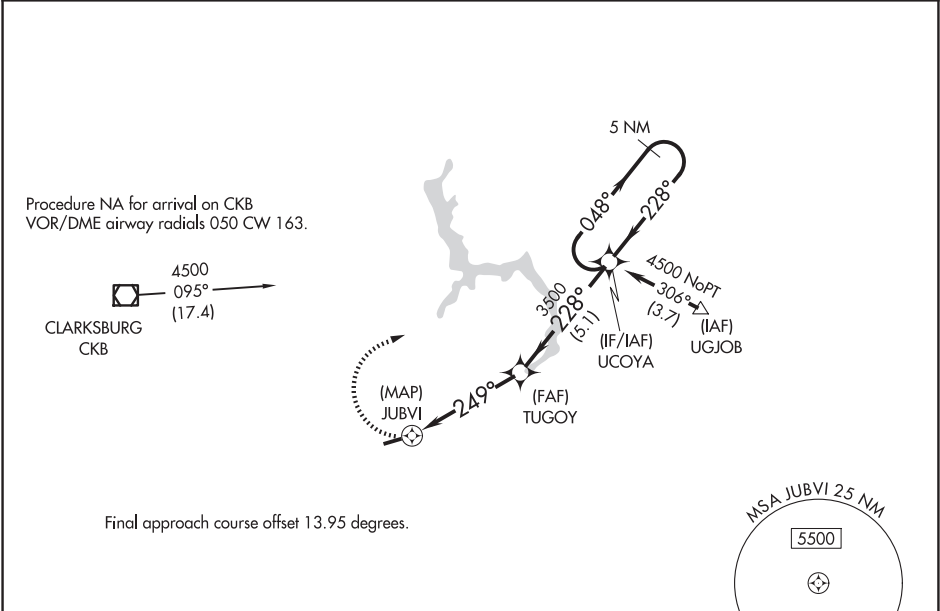 5 NM
Procedure NA for arrival on CKB
VOR/DME airway radials 050 CW 163.
048°
228°
4500
095°
(17.4)
CLARKSBURG
CKB
4500 NoPT
306°
(3.7)
(IAF)
UGJOB
3500
228°
(5.1)
(IF/IAF)
UCOYA
(MAP)
JUBVI
249°
(FAF)
TUGOY
Final approach course offset 13.95 degrees.
MSA JUBVI 25 NM
5500